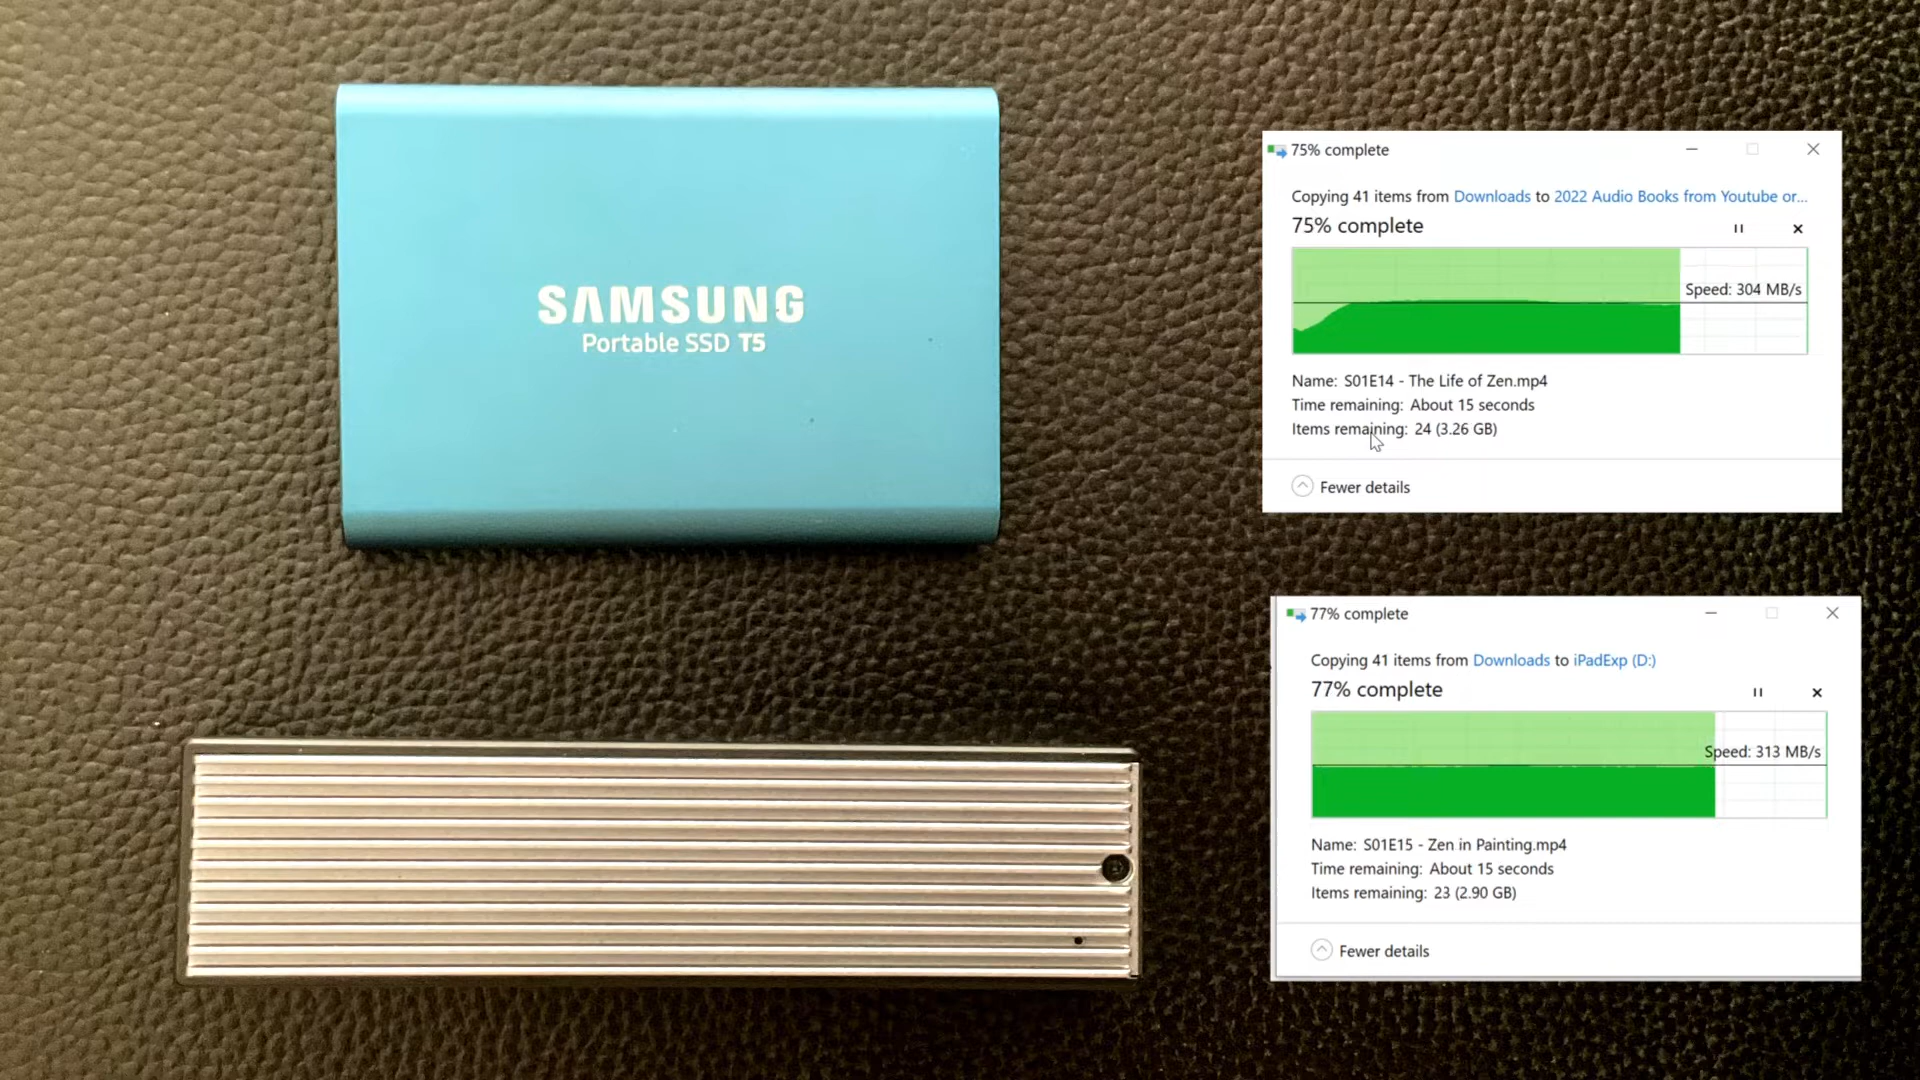 SAMSUNG
Portable SSD T5
75% complete
Copying 41 items from Downloads to 2022 Audio Books from Youtube or...
75% complete
Speed: 304 MB/s
Name: S01E14 - The Life of Zen.mp4
Time remaining: About 15 seconds
Items remaining: 24 (3.26 GB)
Fewer details
77% complete
Copying 41 items from Downloads to iPadExp (D:)
77% complete
Speed: 313 MB/s
Name: S01E15 - Zen in Painting.mp4
Time remaining: About 15 seconds
Items remaining: 23 (2.90 GB)
Fewer details